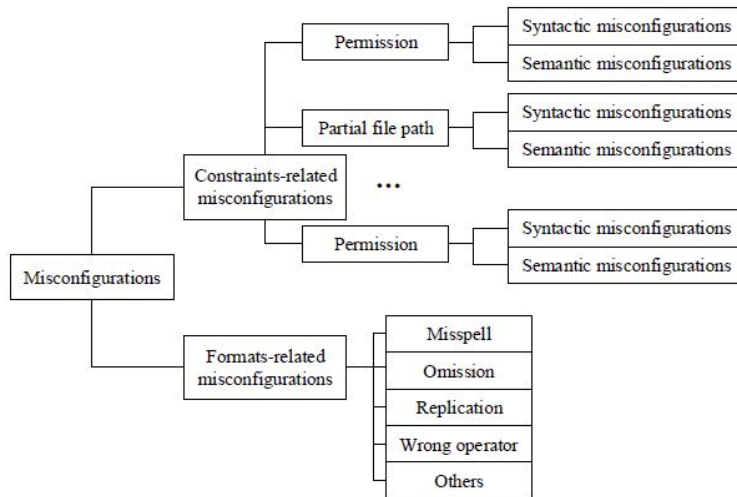 Permission
Syntactic misconfigurations
Semantic misconfigurations
Partial file path
Syntactic misconfigurations
Semantic misconfigurations
Constraints-related
misconfigurations
...
Permission
Syntactic misconfigurations
Semantic misconfigurations
Misconfigurations
Formats-related
misconfigurations
Misspell
Omission
Replication
Wrong operator
Others